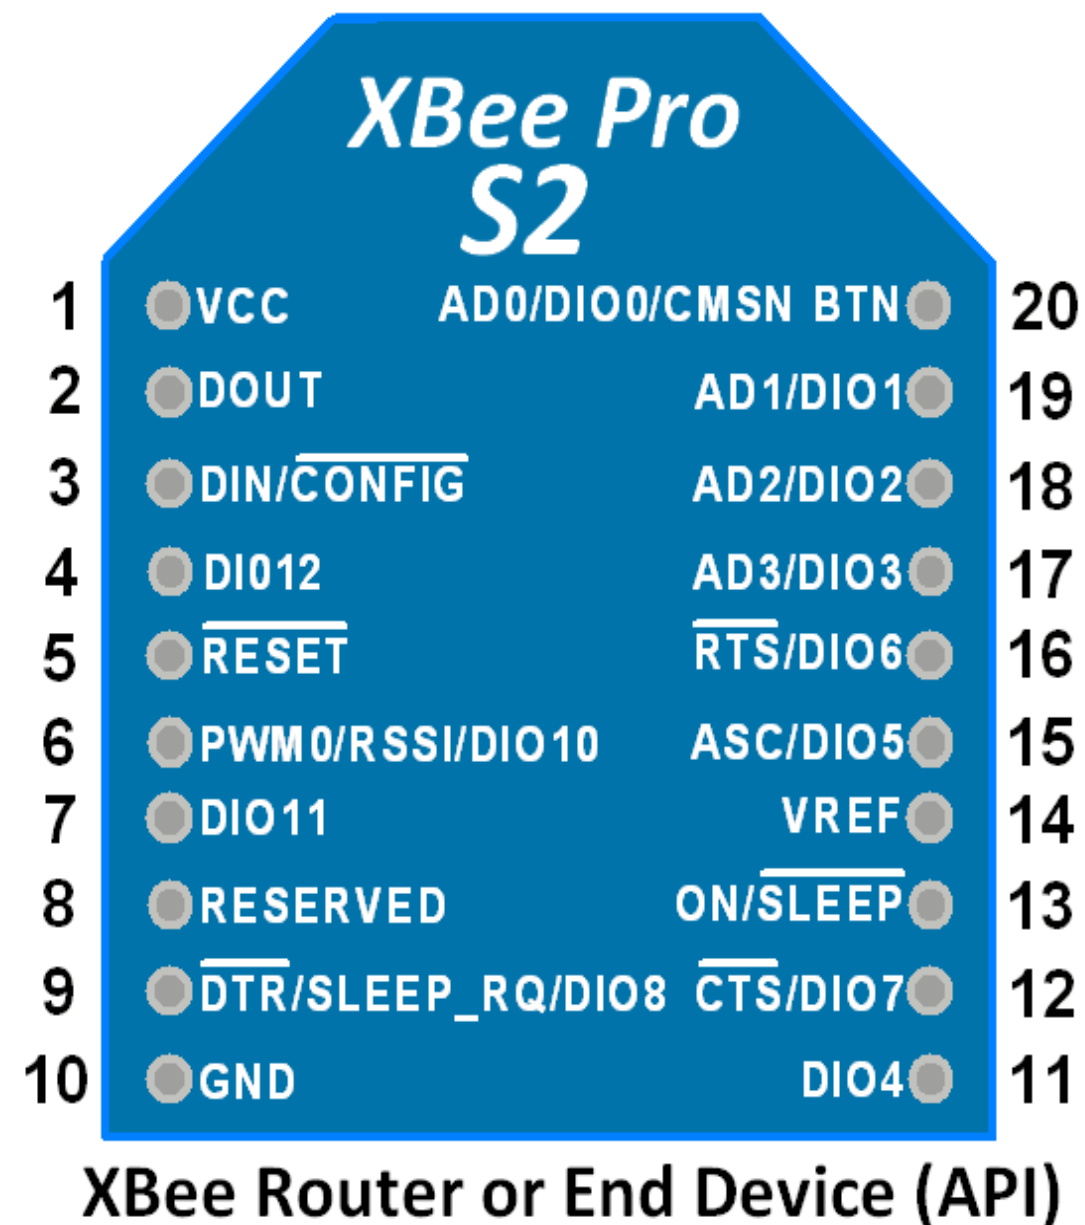 XBee Pro
S2
1 VCC AD0/DIO0/CMSN BTN 20
2 DOUT AD1/DIO1 19
3 DIN/CONFIG AD2/DIO2 18
4 DI012 AD3/DIO3 17
5 RESET RTS/DIO6 16
6 PWM0/RSSI/DIO10 ASC/DIO5 15
7 DIO11 VREF 14
8 RESERVED ON/SLEEP 13
9 DTR/SLEEP_RQ/DIO8 CTS/DIO7 12
10 GND DIO4 11
XBee Router or End Device (API)